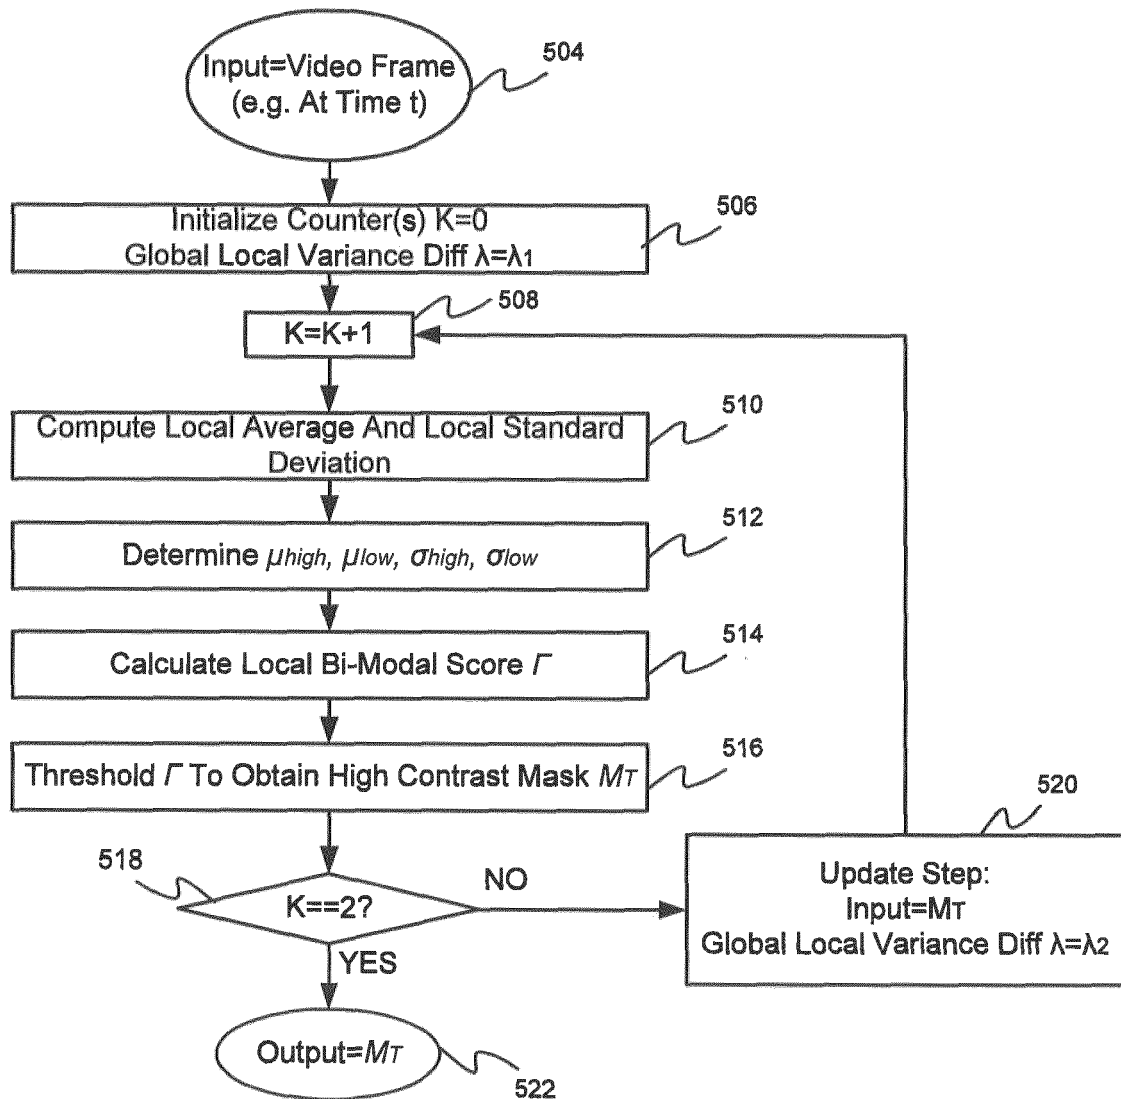 Input=Video Frame
(e.g. At Time t)
504
Initialize Counter(s) K=0
Global Local Variance Diff λ=λ1
506
508
K=K+1
Compute Local Average And Local Standard
Deviation
510
Determine μhigh, μlow, σhigh, σlow
512
Calculate Local Bi-Modal Score Γ
514
Threshold Γ To Obtain High Contrast Mask MT
516
518
K==2?
NO
YES
520
Update Step:
Input=MT
Global Local Variance Diff λ=λ2
Output=MT
522